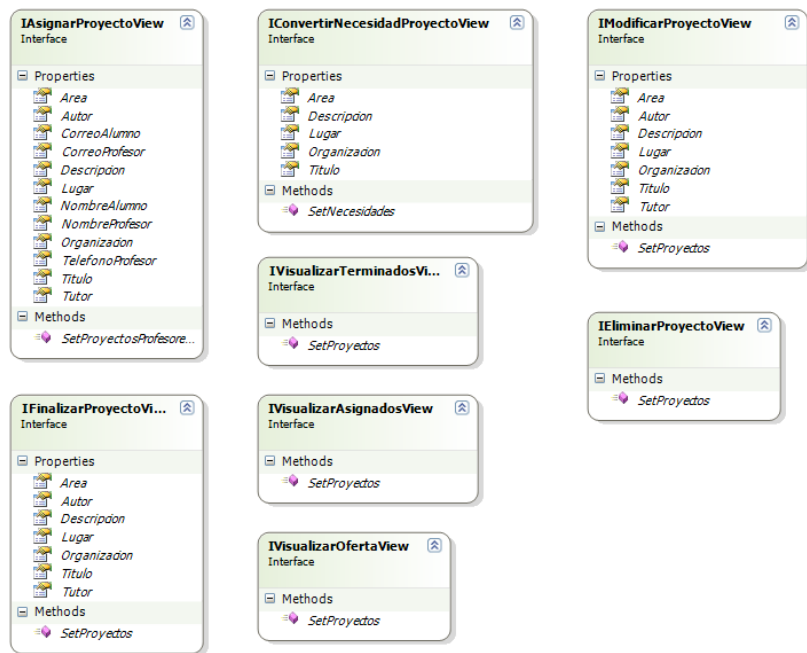 IAsignarProyectoView
Interface
Properties
Area
Autor
CorreoAlumno
CorreoProfesor
Descripcion
Lugar
NombreAlumno
NombreProfesor
Organizacion
TelefonoProfesor
Titulo
Tutor
Methods
SetProyectosProfesore...
IFinalizarProyectoVi...
Interface
Properties
Area
Autor
Descripcion
Lugar
Organizacion
Titulo
Tutor
Methods
SetProyectos
IConvertirNecesidadProyectoView
Interface
Properties
Area
Descripcion
Lugar
Organizacion
Titulo
Methods
SetNecesidades
IVisualizarTerminadosVi...
Interface
Methods
SetProyectos
IVisualizarAsignadosView
Interface
Methods
SetProyectos
IVisualizarOfertaView
Interface
Methods
SetProyectos
IModificarProyectoView
Interface
Properties
Area
Autor
Descripcion
Lugar
Organizacion
Titulo
Tutor
Methods
SetProyectos
IEliminarProyectoView
Interface
Methods
SetProyectos